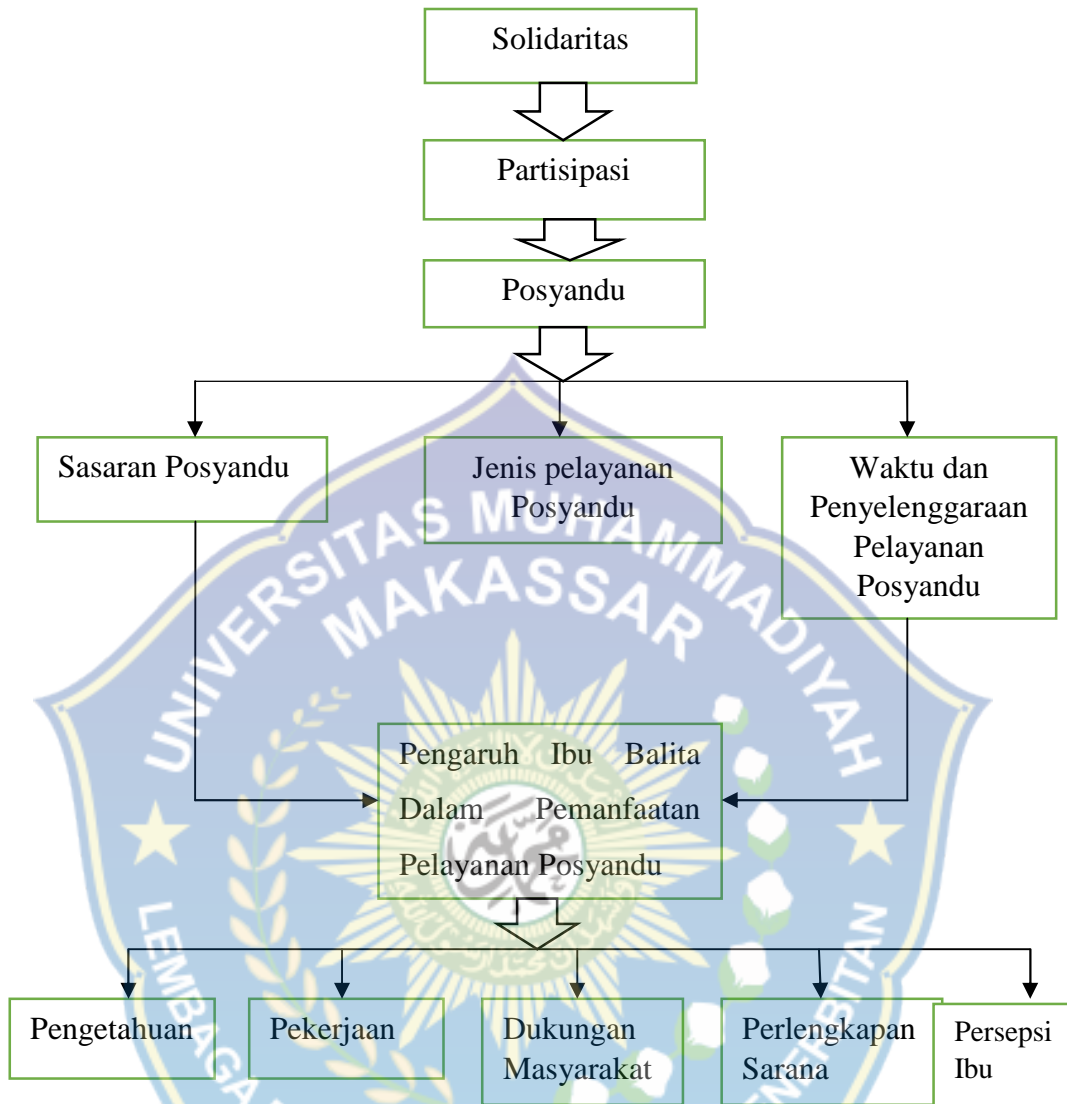 Solidaritas
Partisipasi
Posyandu
Sasaran Posyandu
Jenis pelayanan
Posyandu
Waktu dan
Penyelenggaraan
Pelayanan
Posyandu
UNIVERSITAS MUHAMMADIYAH
MAKASSAR
Pengaruh Ibu Balita
Dalam Pemanfaatan
Pelayanan Posyandu
LEMBAGA
Pengetahuan
Pekerjaan
Dukungan
Masyarakat
Perlengkapan
Sarana
Persepsi
Ibu